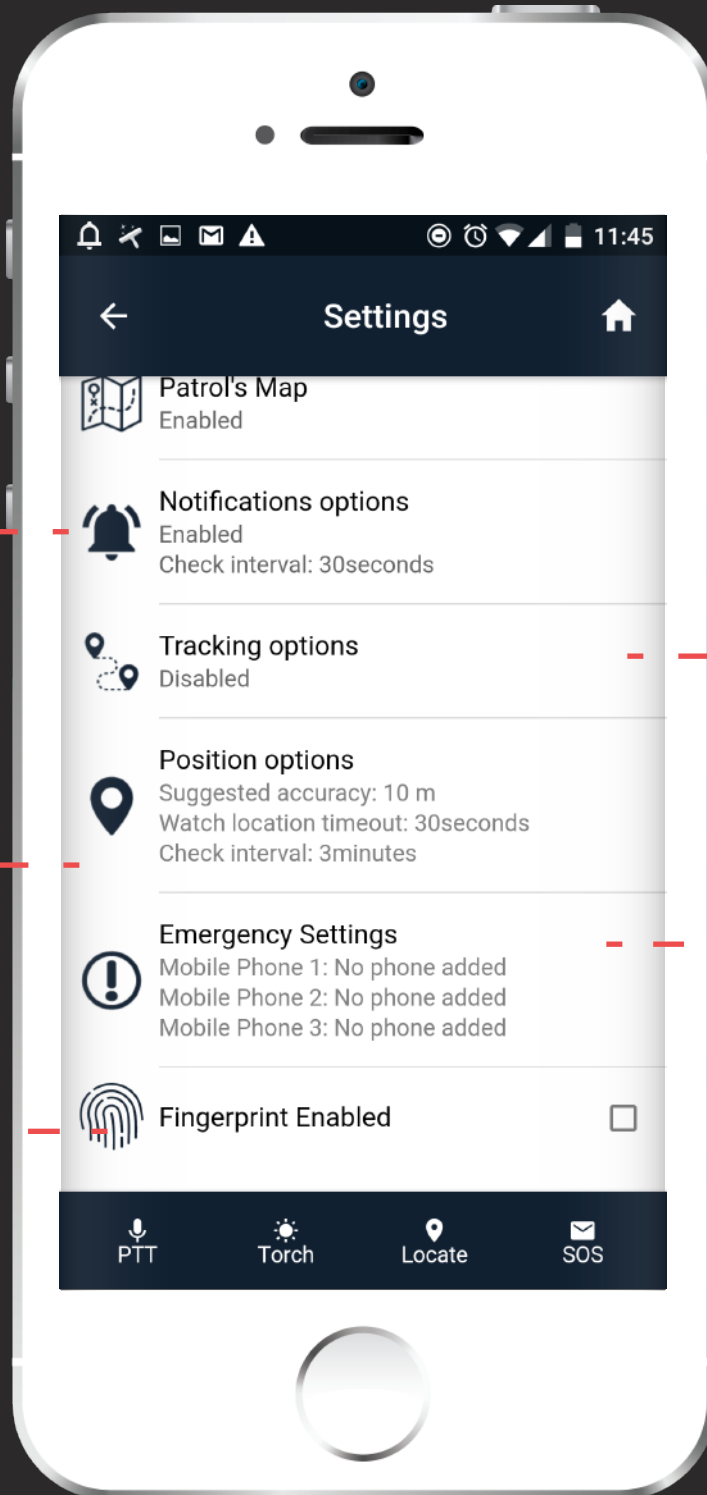 11:45
Settings
Patrol's Map
Enabled
Notifications options
Enabled
Check interval: 30seconds
Tracking options
Disabled
Position options
Suggested accuracy: 10 m
Watch location timeout: 30seconds
Check interval: 3minutes
Emergency Settings
Mobile Phone 1: No phone added
Mobile Phone 2: No phone added
Mobile Phone 3: No phone added
Fingerprint Enabled
PTT Torch Locate SOS